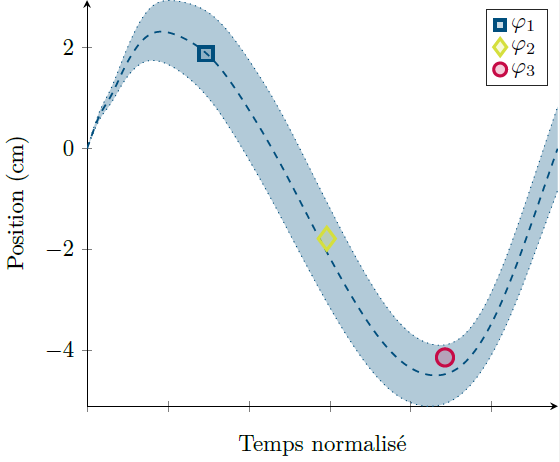 φ1
φ2
φ3
2
0
−2
−4
Position (cm)
Temps normalisé